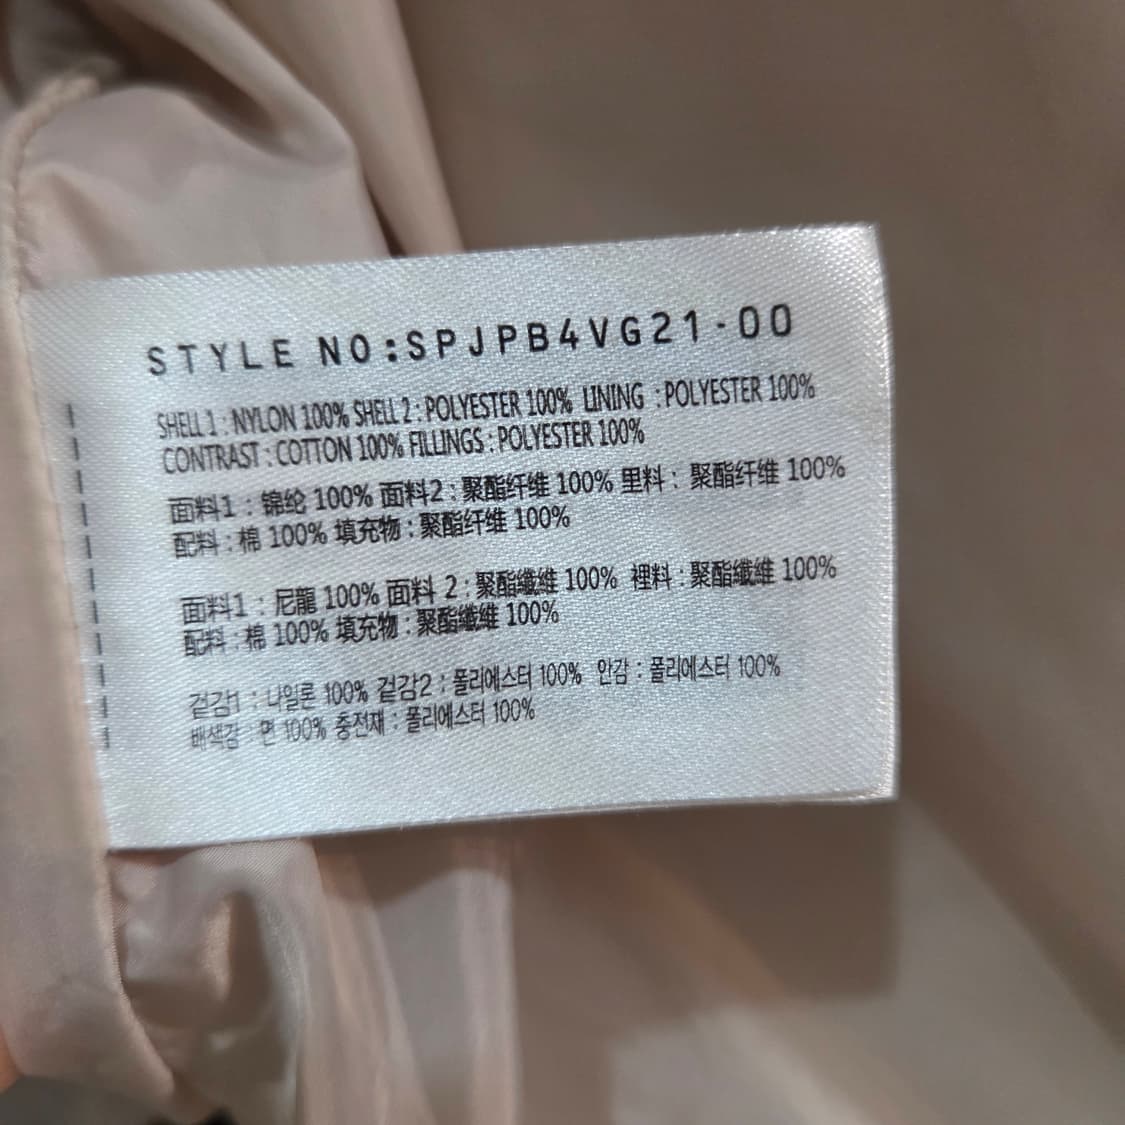 STYLE NO:SPJPB4VG21-00
SHELL 1 : NYLON 100% SHELL 2 : POLYESTER 100% LINING : POLYESTER 100%
CONTRAST : COTTON 100% FILLINGS : POLYESTER 100%
面料1 : 锦纶 100% 面料2 : 聚酯纤维 100% 里料 : 聚酯纤维 100%
配料 : 棉 100% 填充物 : 聚酯纤维 100%
面料1 : 尼龍 100% 面料 2 : 聚酯纖維 100% 裡料 : 聚酯纖維 100%
配料 : 棉 100% 填充物 : 聚酯纖維 100%
겉감1 : 나일론 100% 겉감2 : 폴리에스터 100% 안감 : 폴리에스터 100%
배색감 : 면 100% 충전재 : 폴리에스터 100%